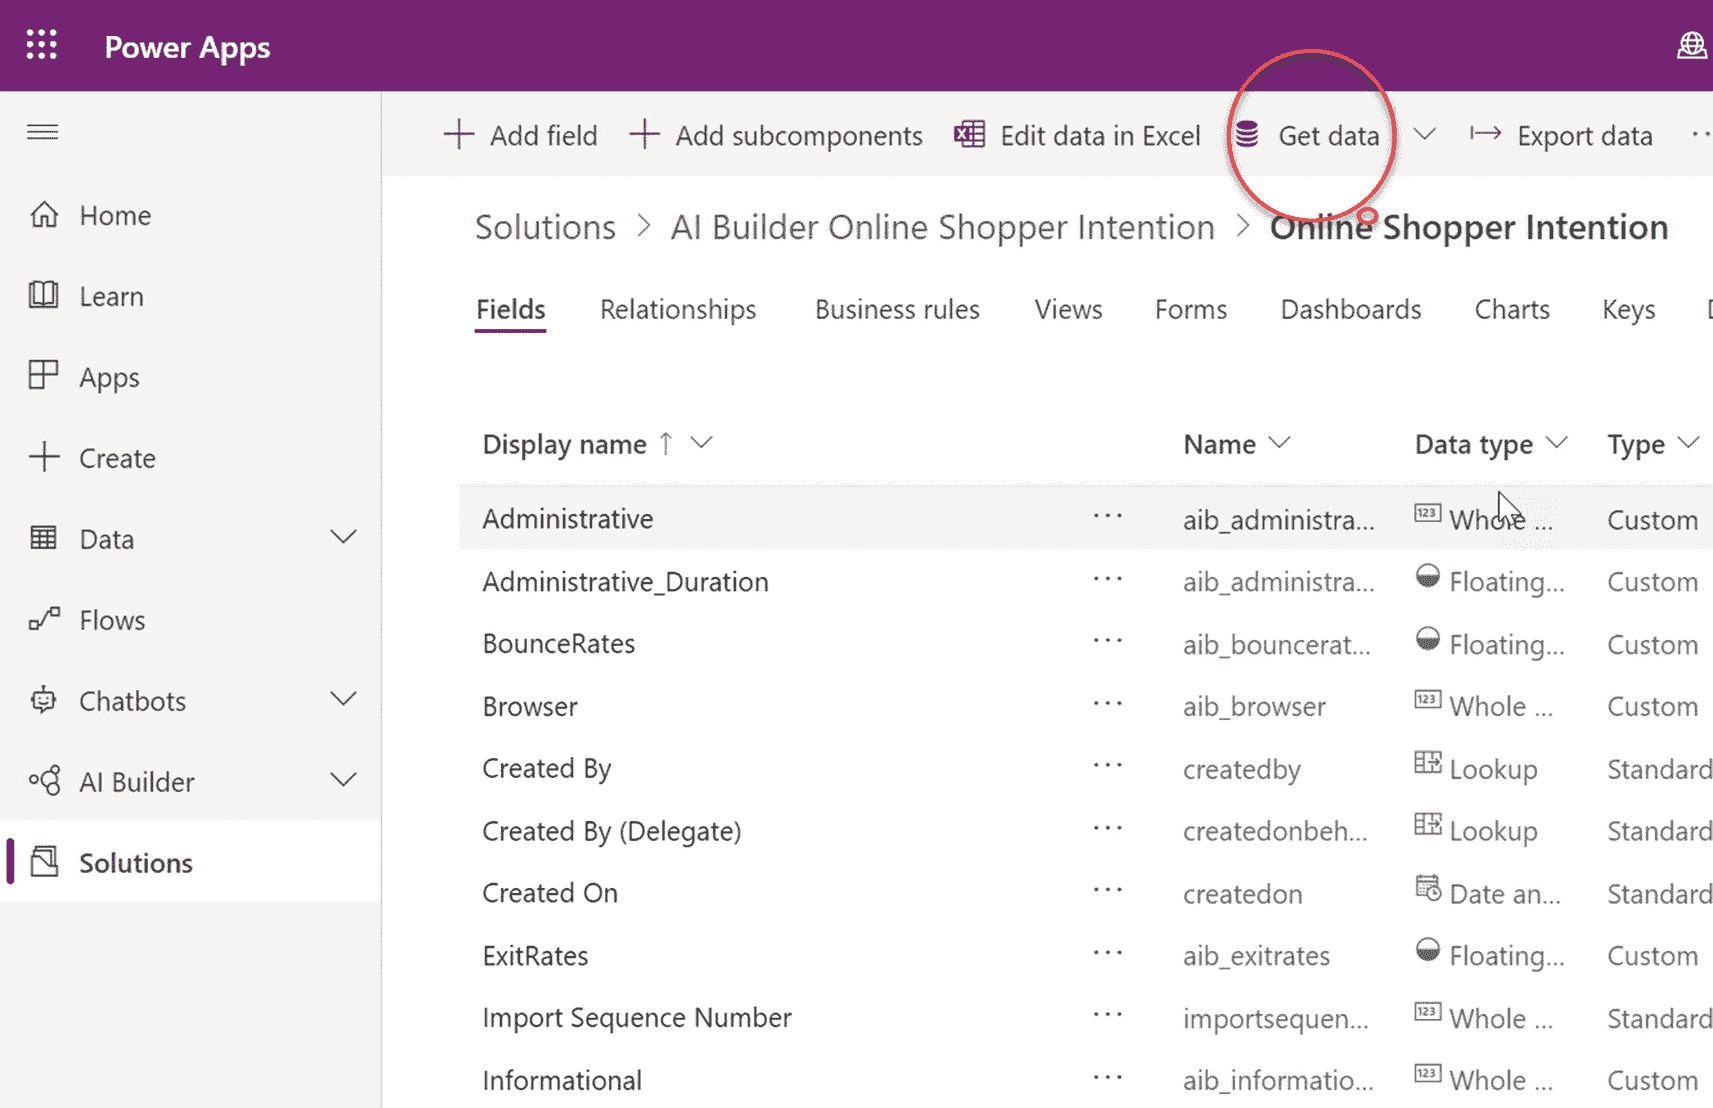 Power Apps
Add field Add subcomponents Edit data in Excel Get data Export data ···
Solutions > AI Builder Online Shopper Intention > Online Shopper Intention
Home
Learn
Apps
Create
Data
Flows
Chatbots
AI Builder
Solutions
Fields Relationships Business rules Views Forms Dashboards Charts Keys
Display name ↑ Name Data type Type
Administrative ··· aib_administra... 123 Whole ... Custom
Administrative_Duration ··· aib_administra... Floating... Custom
BounceRates ··· aib_bouncerat... Floating... Custom
Browser ··· aib_browser 123 Whole ... Custom
Created By ··· createdby Lookup Standard
Created By (Delegate) ··· createdonbeh... Lookup Standard
Created On ··· createdon Date an... Standard
ExitRates ··· aib_exitrates Floating... Custom
Import Sequence Number ··· importsequen... 123 Whole ... Standard
Informational ··· aib_informatio... 123 Whole ... Custom